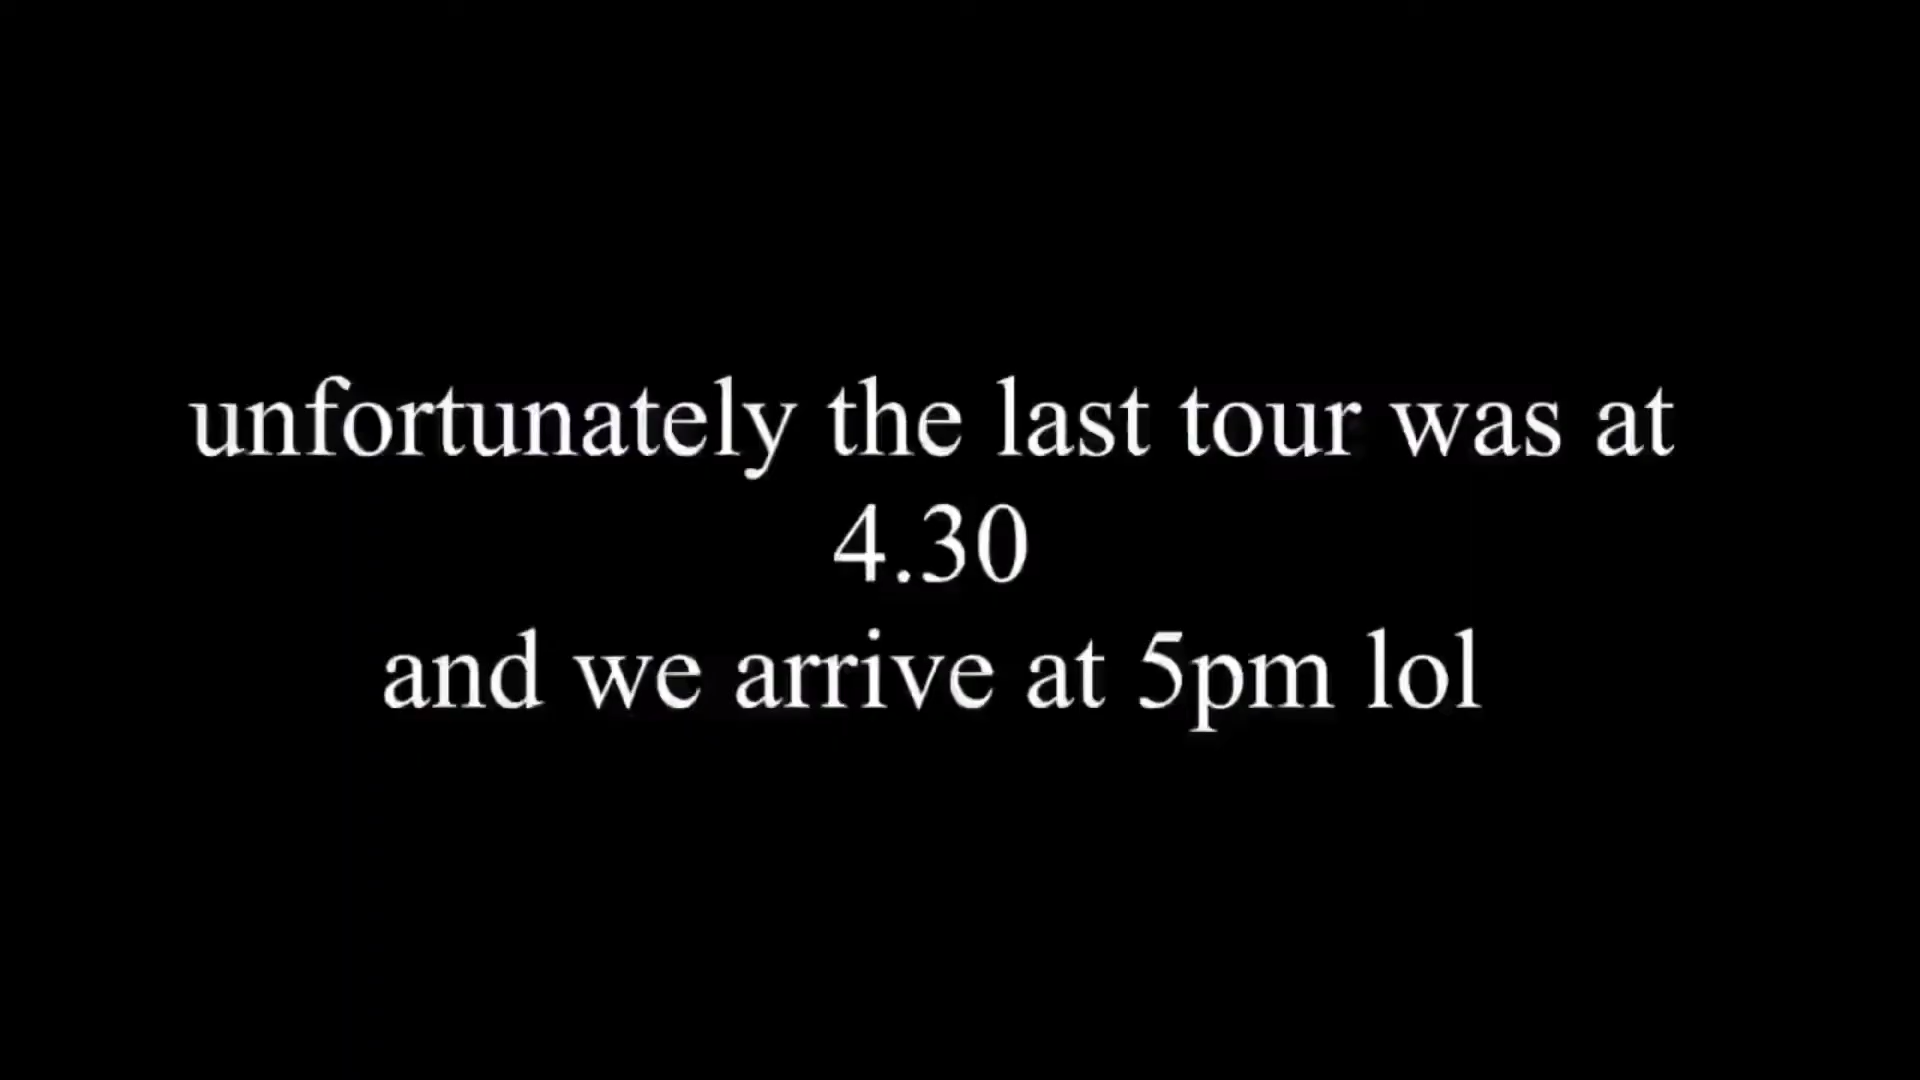 unfortunately the last tour was at
4.30
and we arrive at 5pm lol